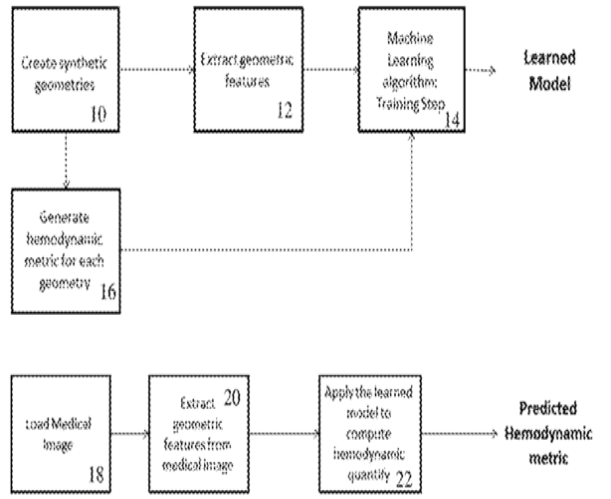 Create synthetic
geometries
10
Extract geometric
features
12
Machine
Learning
algorithm:
Training Step
14
Learned
Model
Generate
hemodynamic
metric for each
geometry
16
Load Medical
Image
18
Extract
20
geometric
features from
medical image
Apply the learned
model to
compute
hemodynamic
quantify
22
Predicted
Hemodynamic
metric